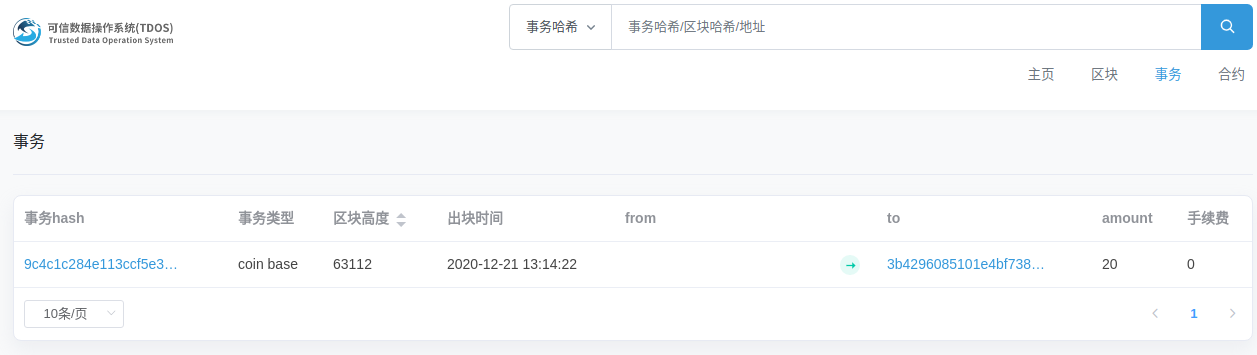 可信数据操作系统(TDOS)
Trusted Data Operation System
事务哈希 事务哈希/区块哈希/地址
主页 区块 事务 合约
事务
事务hash 事务类型 区块高度 出块时间 from to amount 手续费
9c4c1c284e113ccf5e3… coin base 63112 2020-12-21 13:14:22 → 3b4296085101e4bf738… 20 0
10条/页 1